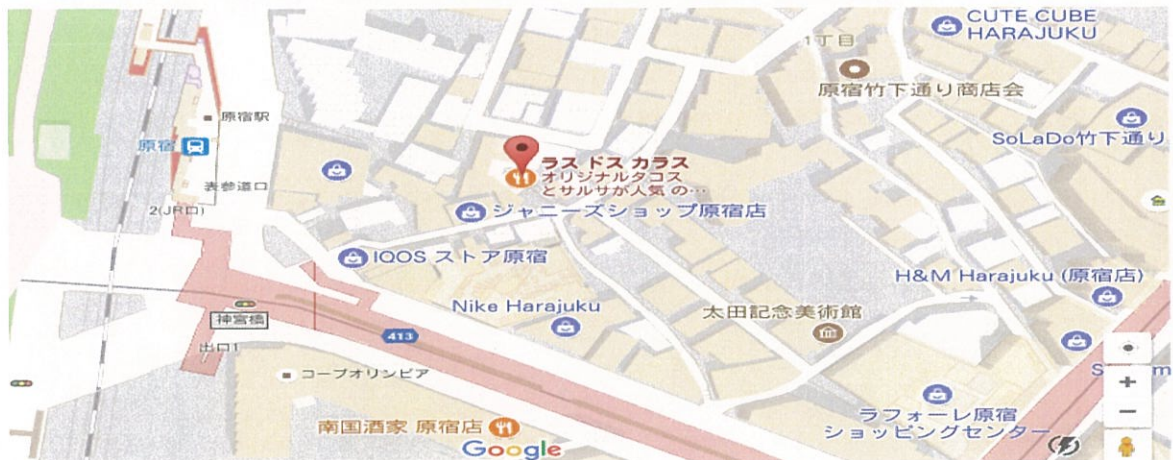 CUTE CUBE
HARAJUKU
1丁目
原宿竹下通り商店会
原宿駅
原宿
SoLaDo竹下通り
ラス ドス カラス
オリジナルタコス
とサルサが人気 の…
表参道口
2(JR口)
ジャニーズショップ原宿店
IQOS ストア原宿
H&M Harajuku (原宿店)
Nike Harajuku
太田記念美術館
神宮橋
413
出口1
コープオリンピア
ラフォーレ原宿
ショッピングセンター
南国酒家 原宿店
Google